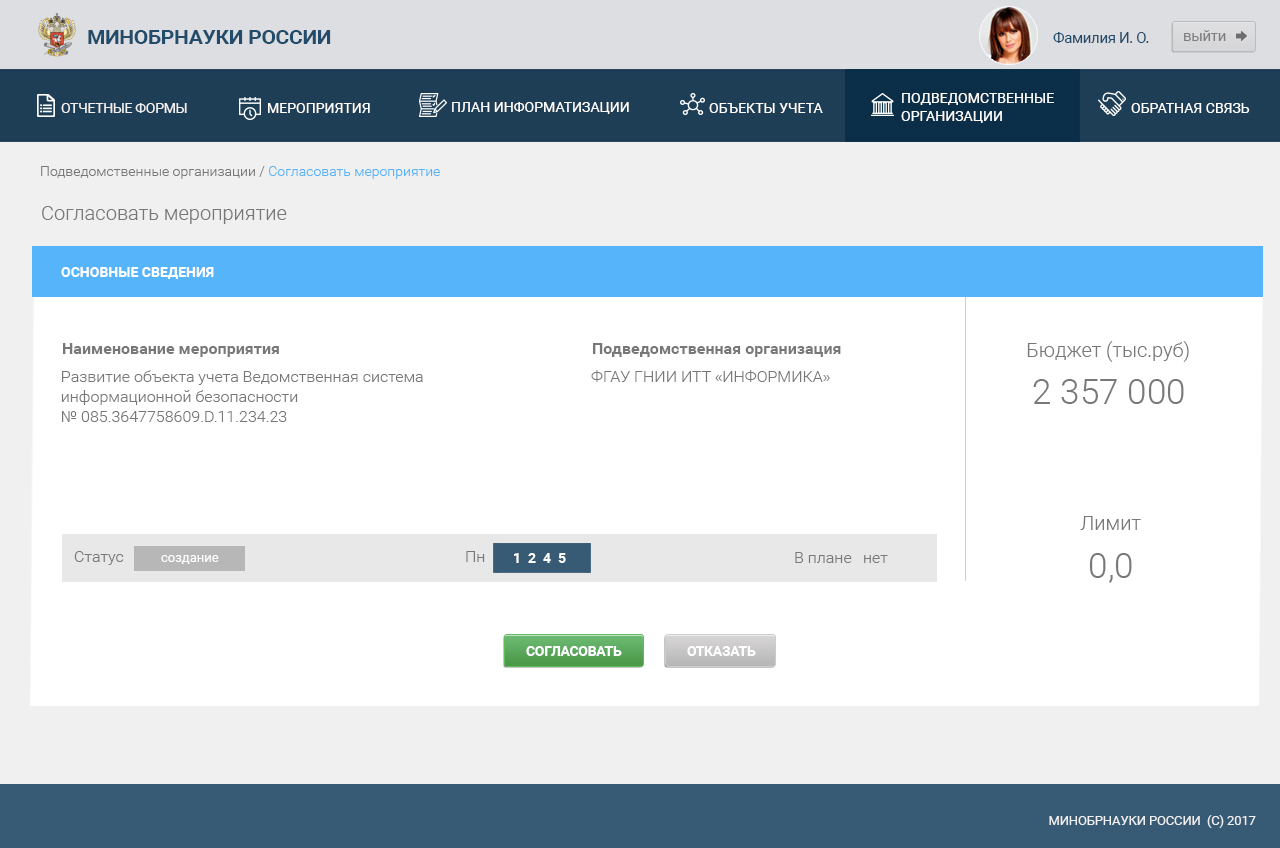 МИНОБРНАУКИ РОССИИ
Фамилия И. О.
ВЫЙТИ
ОТЧЕТНЫЕ ФОРМЫ
МЕРОПРИЯТИЯ
ПЛАН ИНФОРМАТИЗАЦИИ
ОБЪЕКТЫ УЧЕТА
ПОДВЕДОМСТВЕННЫЕ
ОРГАНИЗАЦИИ
ОБРАТНАЯ СВЯЗЬ
Подведомственные организации / Согласовать мероприятие
Согласовать мероприятие
ОСНОВНЫЕ СВЕДЕНИЯ
Наименование мероприятия
Развитие объекта учета Ведомственная система
информационной безопасности
№ 085.3647758609.D.11.234.23
Подведомственная организация
ФГАУ ГНИИ ИТТ «ИНФОРМИКА»
Бюджет (тыс.руб)
2 357 000
Лимит
0,0
Статус создание
Пн 1 2 4 5
В плане нет
СОГЛАСОВАТЬ
ОТКАЗАТЬ
МИНОБРНАУКИ РОССИИ (С) 2017